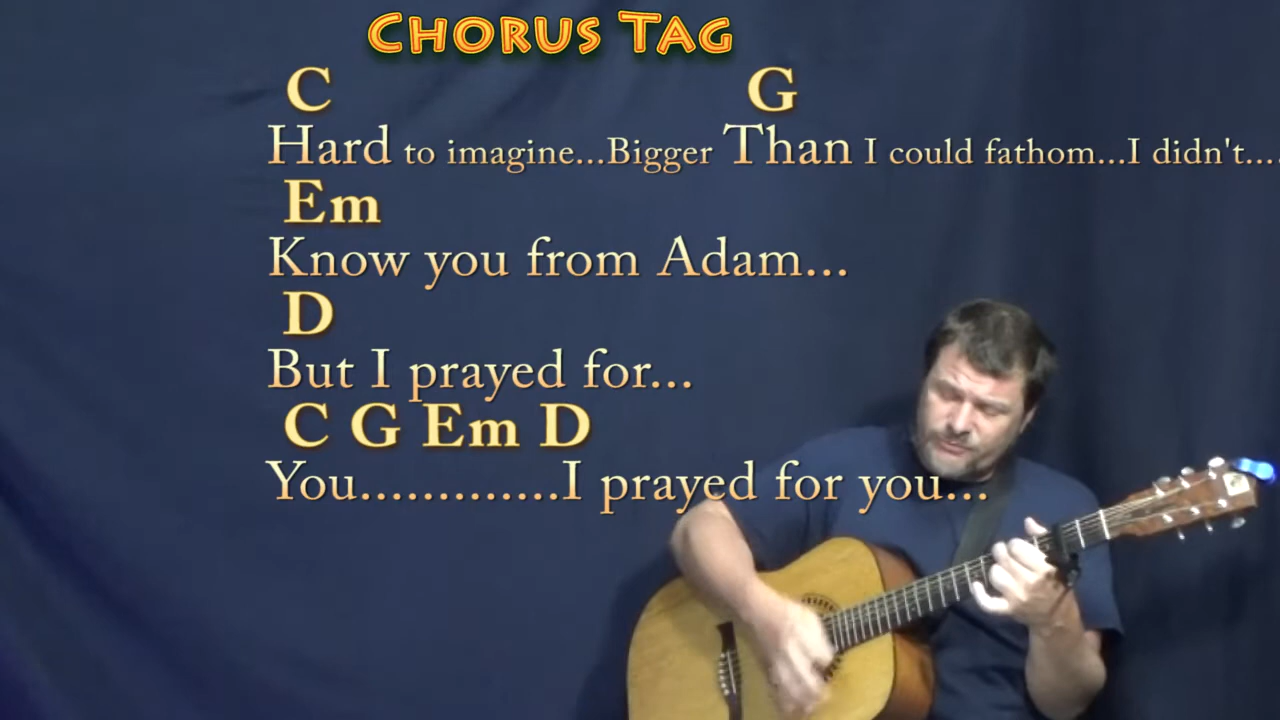 CHORUS TAG
C G
Hard to imagine...Bigger Than I could fathom...I didn't...
Em
Know you from Adam...
D
But I prayed for...
C G Em D
You.............I prayed for you...